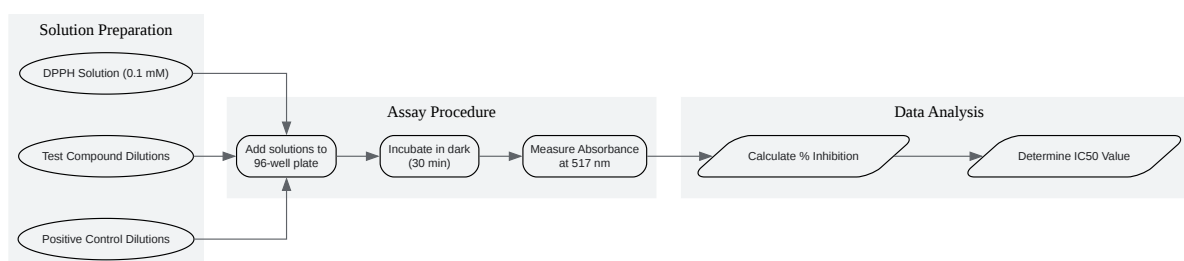 Solution Preparation
DPPH Solution (0.1 mM)
Test Compound Dilutions
Positive Control Dilutions
Assay Procedure
Add solutions to
96-well plate
Incubate in dark
(30 min)
Measure Absorbance
at 517 nm
Data Analysis
Calculate % Inhibition
Determine IC50 Value